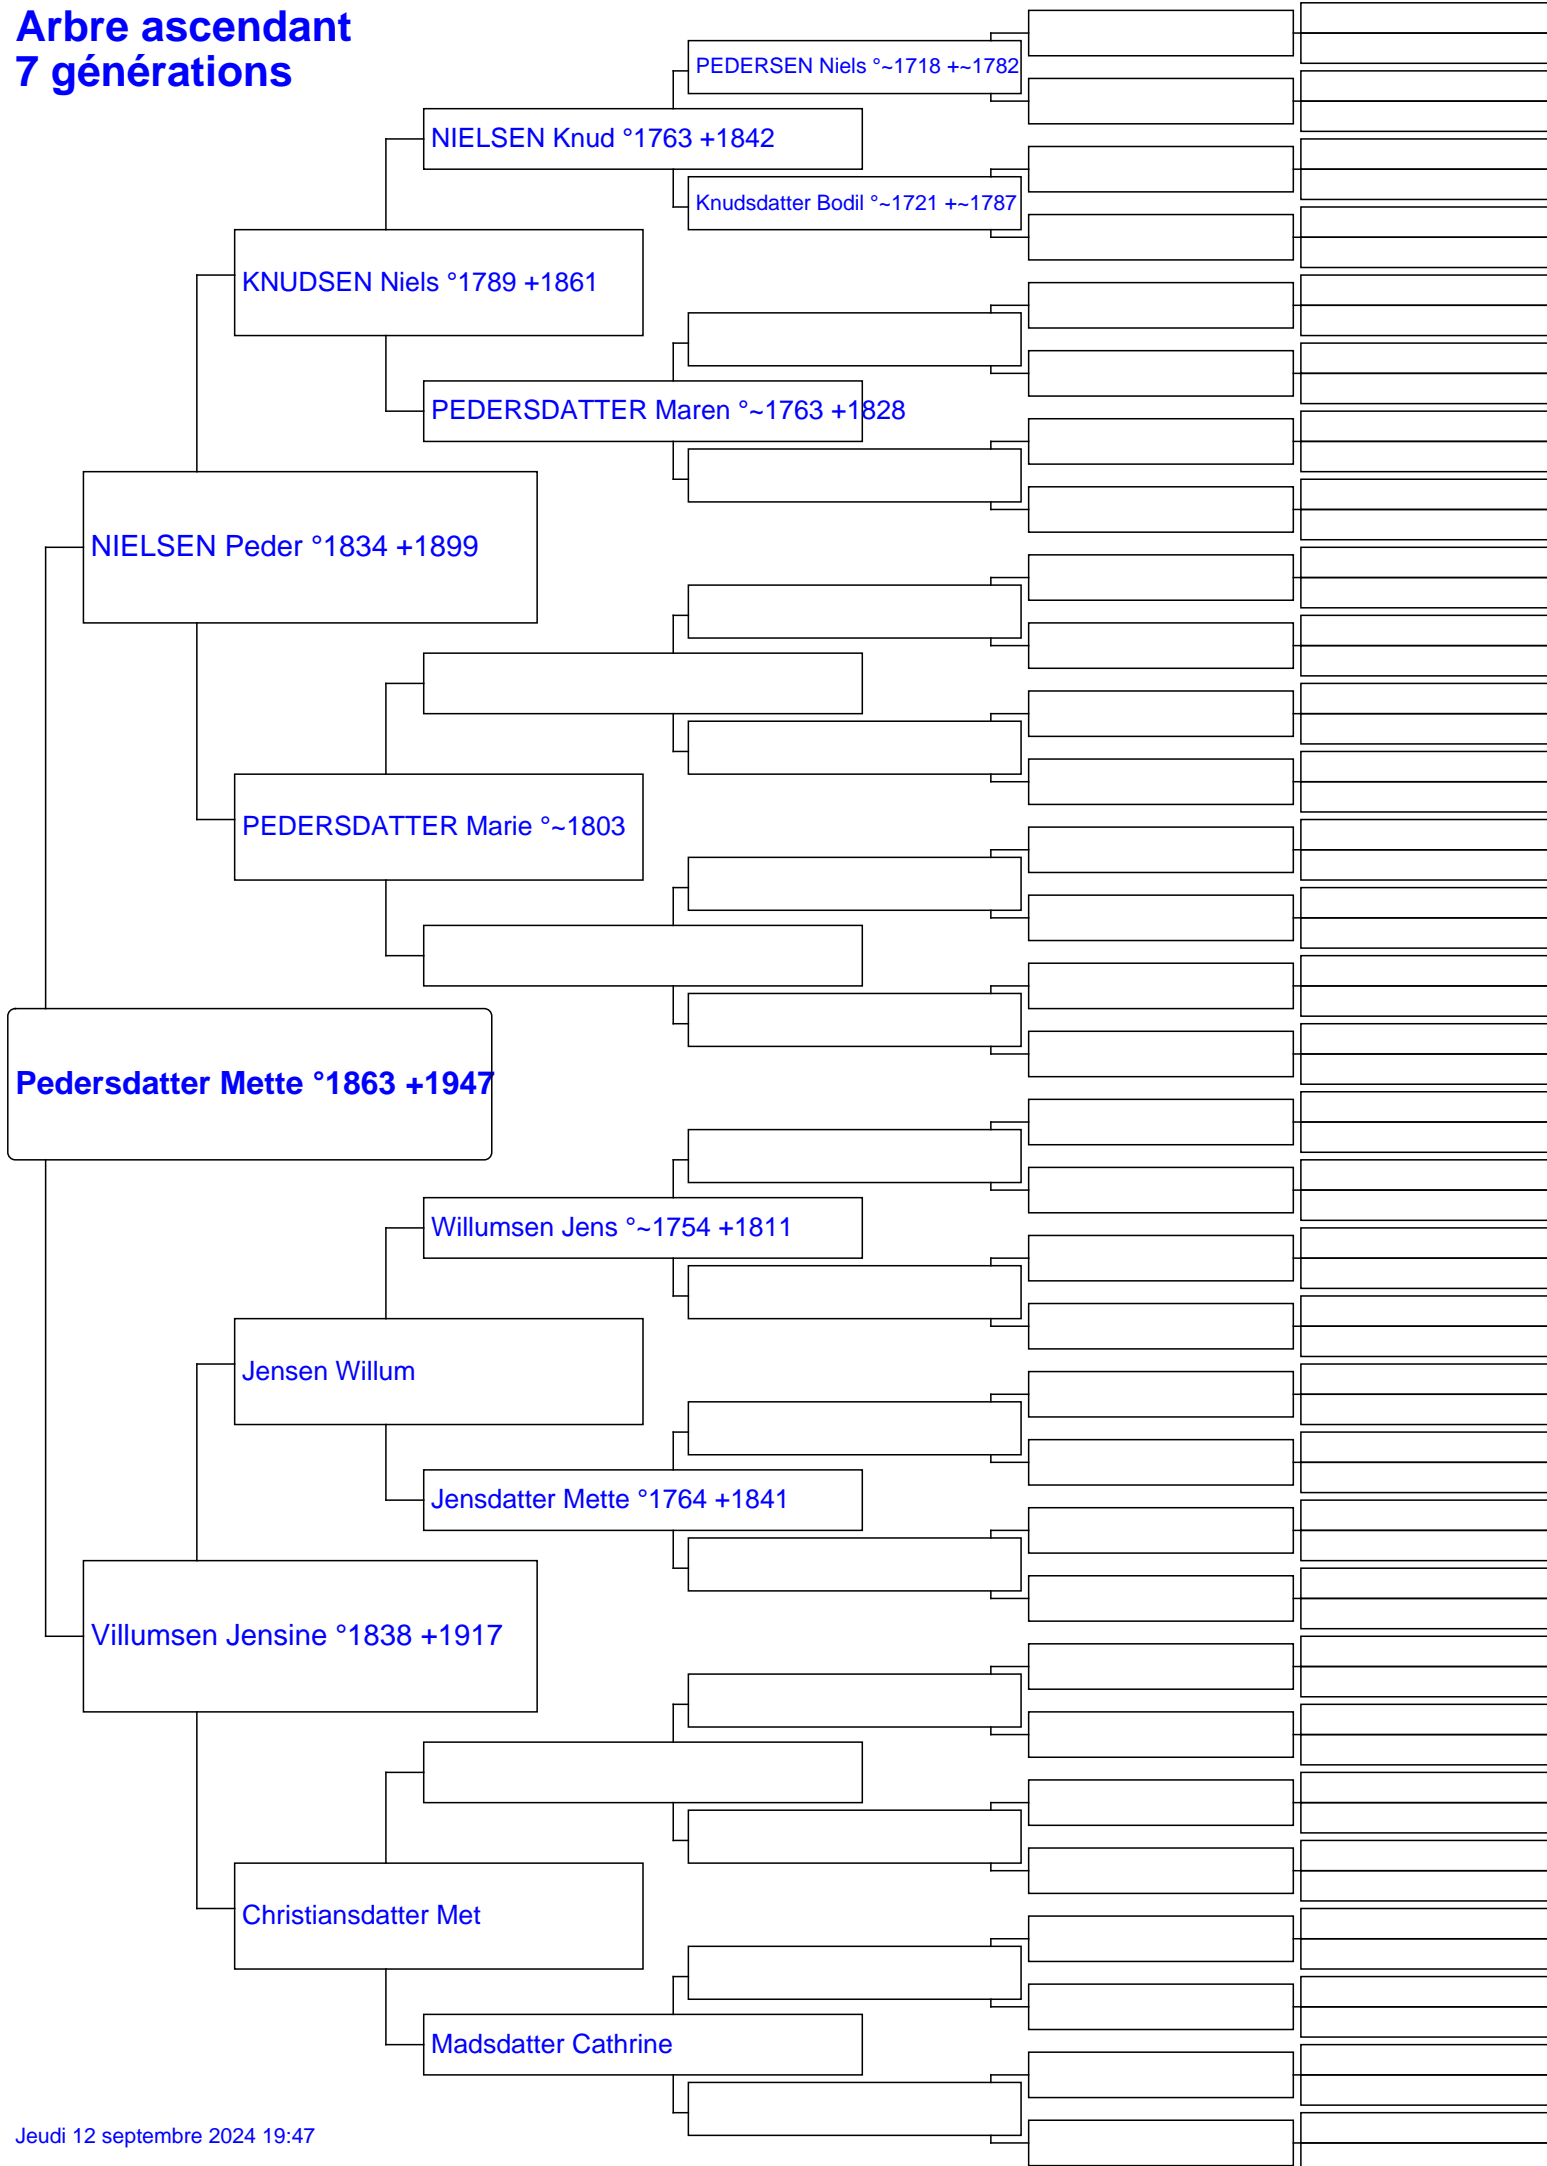 Arbre ascendant
7 générations
PEDERSEN Niels °~1718 +~1782
NIELSEN Knud °1763 +1842
Knudsdatter Bodil °~1721 +~1787
KNUDSEN Niels °1789 +1861
PEDERSDATTER Maren °~1763 +1828
NIELSEN Peder °1834 +1899
PEDERSDATTER Marie °~1803
Pedersdatter Mette °1863 +1947
Willumsen Jens °~1754 +1811
Jensen Willum
Jensdatter Mette °1764 +1841
Villumsen Jensine °1838 +1917
Christiansdatter Met
Madsdatter Cathrine
Jeudi 12 septembre 2024 19:47